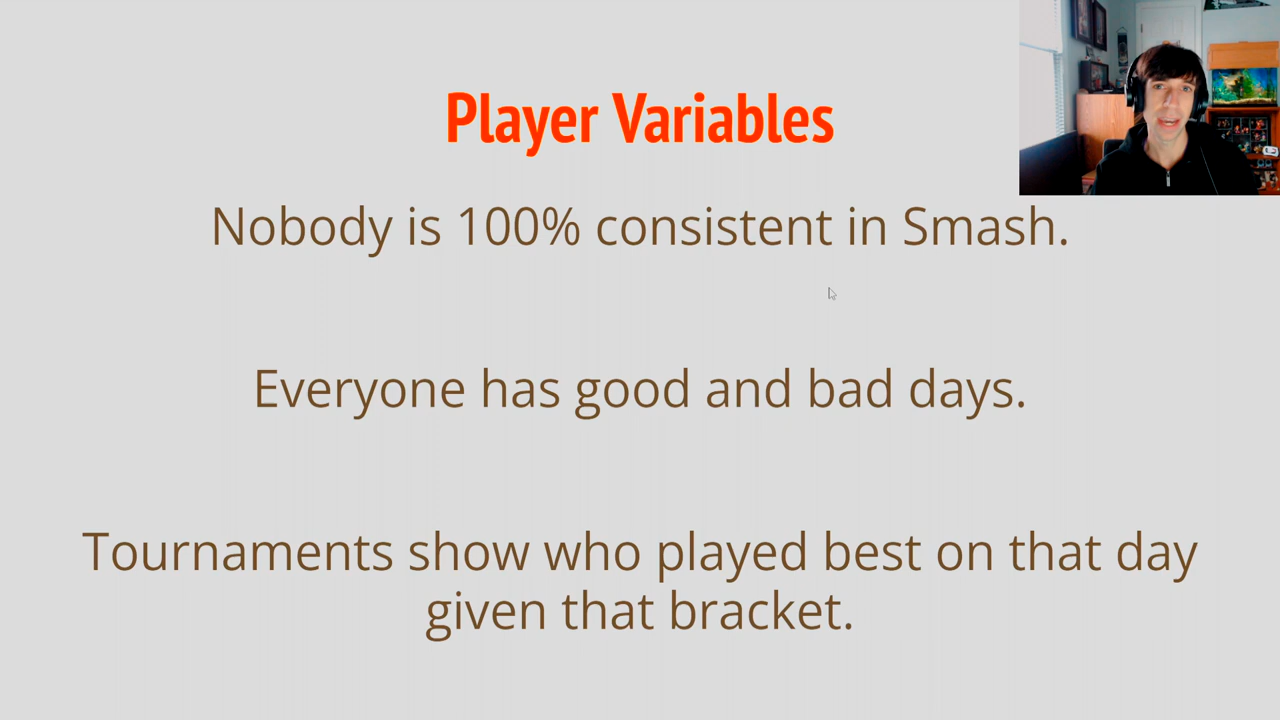 Player Variables
Nobody is 100% consistent in Smash.
Everyone has good and bad days.
Tournaments show who played best on that day
given that bracket.